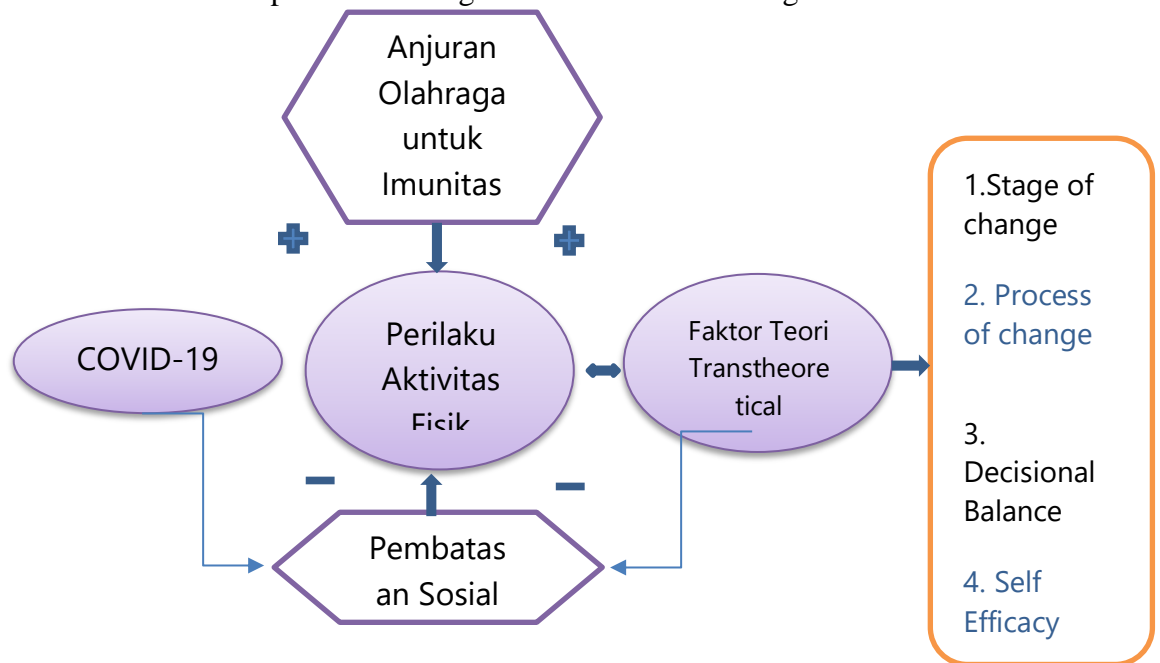 Anjuran
Olahraga
untuk
Imunitas
COVID-19
Perilaku
Aktivitas
Fisik
Faktor Teori
Transtheore
tical
1.Stage of
change
2. Process
of change
3.
Decisional
Balance
4. Self
Efficacy
Pembatas
an Sosial